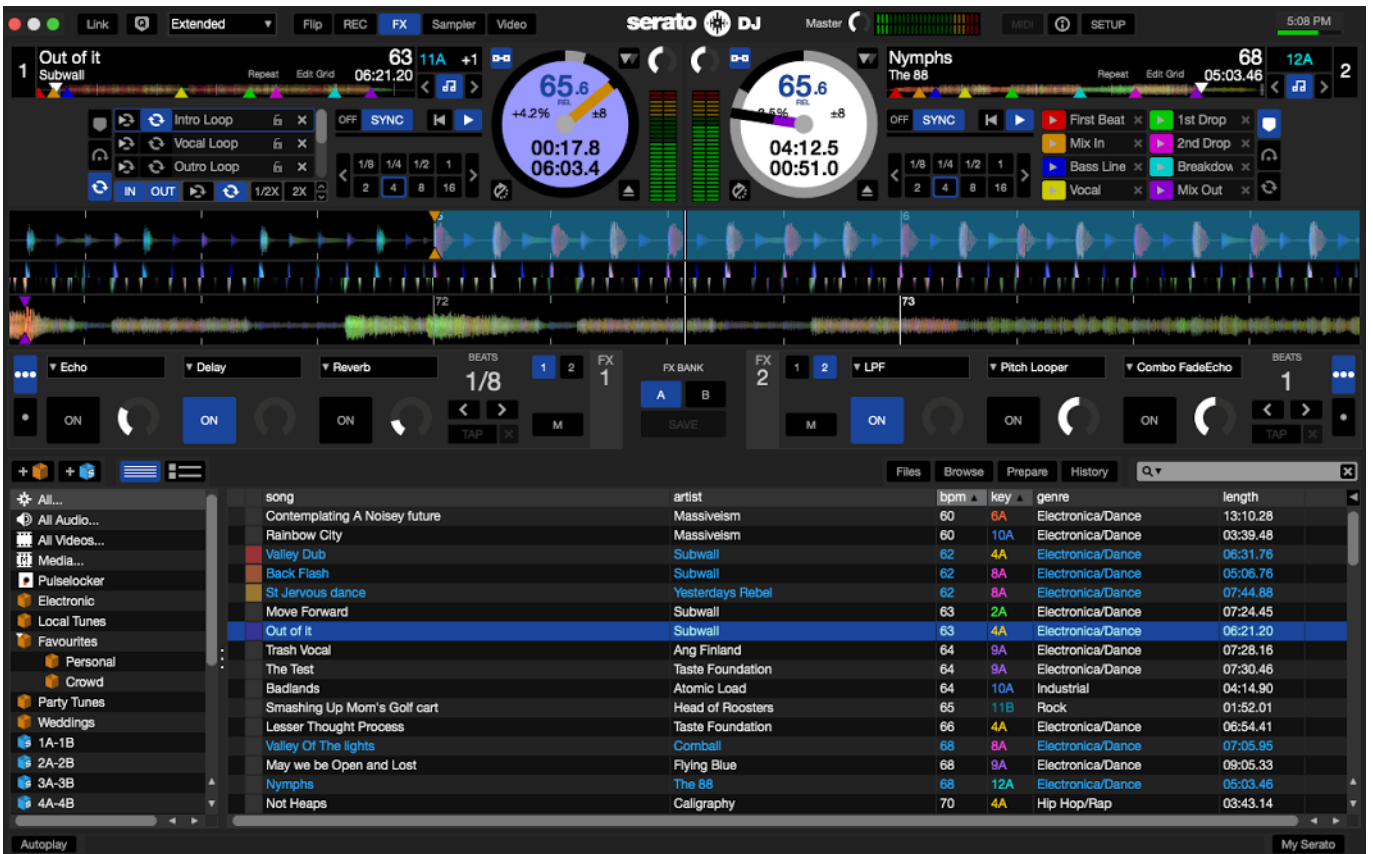 Link Extended Flip REC FX Sampler Video serato DJ Master MIDI SETUP 5:08 PM
1 Out of it 63 11A +1
Subwall Repeat Edit Grid 06:21.20
65.6
REL
+4.2% ±8
00:17.8
06:03.4
65.6
REL
±8
04:12.5
00:51.0
Nymphs 68 12A 2
The 88 Repeat Edit Grid 05:03.46
Intro Loop
Vocal Loop
Outro Loop
IN OUT 1/2X 2X
OFF SYNC
1/8 1/4 1/2 1
2 4 8 16
OFF SYNC
1/8 1/4 1/2 1
2 4 8 16
First Beat 1st Drop
Mix In 2nd Drop
Bass Line Breakdow
Vocal Mix Out
6
72 73
Echo Delay Reverb BEATS 1/8 1 2 FX 1 FX BANK FX 2 1 2 LPF Pitch Looper Combo FadeEcho BEATS 1
ON ON ON TAP M A B SAVE M ON ON ON TAP
Files Browse Prepare History
All...
All Audio...
All Videos...
Media...
Pulselocker
Electronic
Local Tunes
Favourites
Personal
Crowd
Party Tunes
Weddings
1A-1B
2A-2B
3A-3B
4A-4B
song artist bpm key genre length
Contemplating A Noisey future Massiveism 60 6A Electronica/Dance 13:10.28
Rainbow City Massiveism 60 10A Electronica/Dance 03:39.48
Valley Dub Subwall 62 4A Electronica/Dance 06:31.76
Back Flash Subwall 62 8A Electronica/Dance 05:06.76
St Jervous dance Yesterdays Rebel 62 8A Electronica/Dance 07:44.88
Move Forward Subwall 63 2A Electronica/Dance 07:24.45
Out of it Subwall 63 4A Electronica/Dance 06:21.20
Trash Vocal Ang Finland 64 9A Electronica/Dance 07:28.16
The Test Taste Foundation 64 9A Electronica/Dance 07:30.46
Badlands Atomic Load 64 10A Industrial 04:14.90
Smashing Up Mom's Golf cart Head of Roosters 65 11B Rock 01:52.01
Lesser Thought Process Taste Foundation 66 4A Electronica/Dance 06:54.41
Valley Of The lights Comball 68 8A Electronica/Dance 07:05.95
May we be Open and Lost Flying Blue 68 9A Electronica/Dance 09:05.33
Nymphs The 88 68 12A Electronica/Dance 05:03.46
Not Heaps Caligraphy 70 4A Hip Hop/Rap 03:43.14
Autoplay My Serato